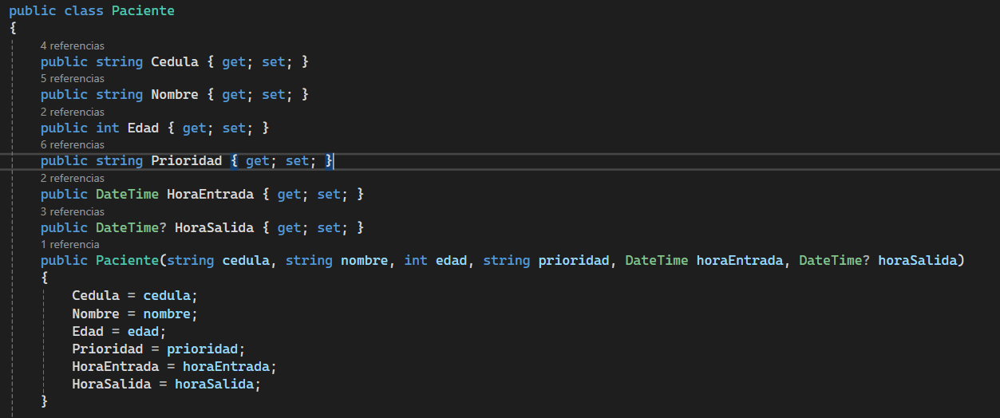 public class Paciente
{
4 referencias
public string Cedula { get; set; }
5 referencias
public string Nombre { get; set; }
2 referencias
public int Edad { get; set; }
6 referencias
public string Prioridad { get; set; }
2 referencias
public DateTime HoraEntrada { get; set; }
3 referencias
public DateTime? HoraSalida { get; set; }
1 referencia
public Paciente(string cedula, string nombre, int edad, string prioridad, DateTime horaEntrada, DateTime? horaSalida)
{
Cedula = cedula;
Nombre = nombre;
Edad = edad;
Prioridad = prioridad;
HoraEntrada = horaEntrada;
HoraSalida = horaSalida;
}